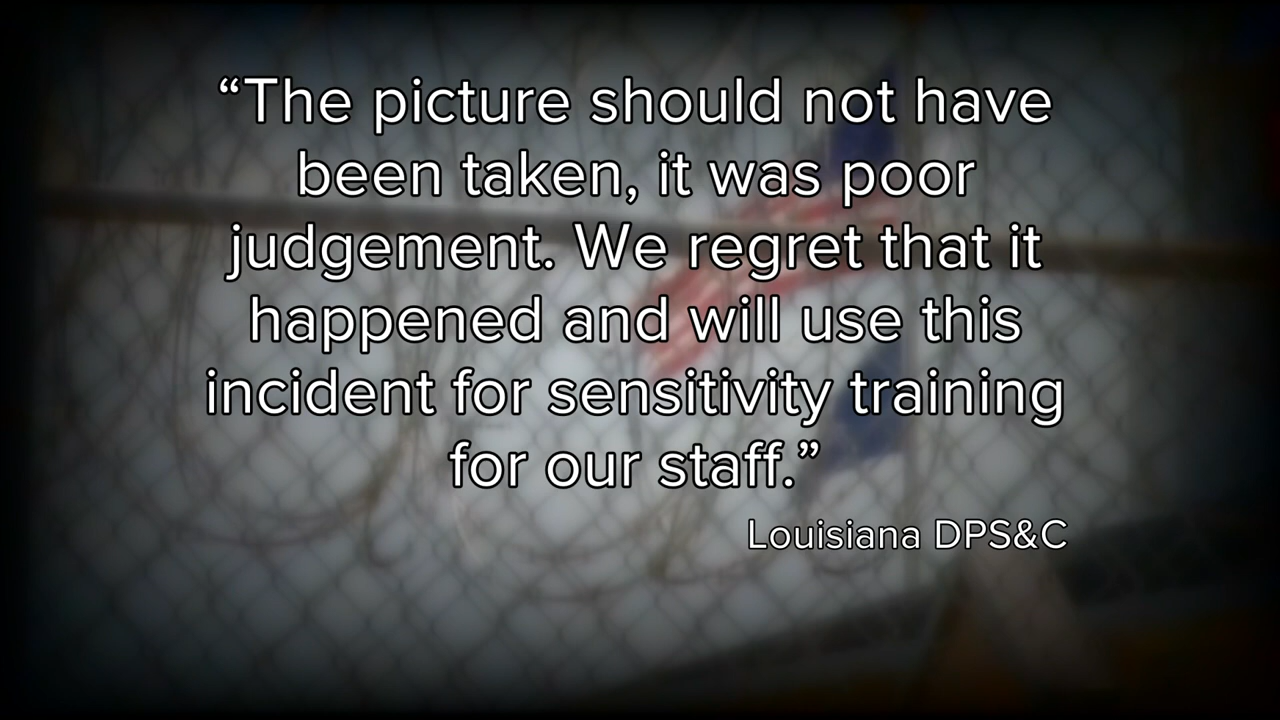 “The picture should not have
been taken, it was poor
judgement. We regret that it
happened and will use this
incident for sensitivity training
for our staff.”
Louisiana DPS&C